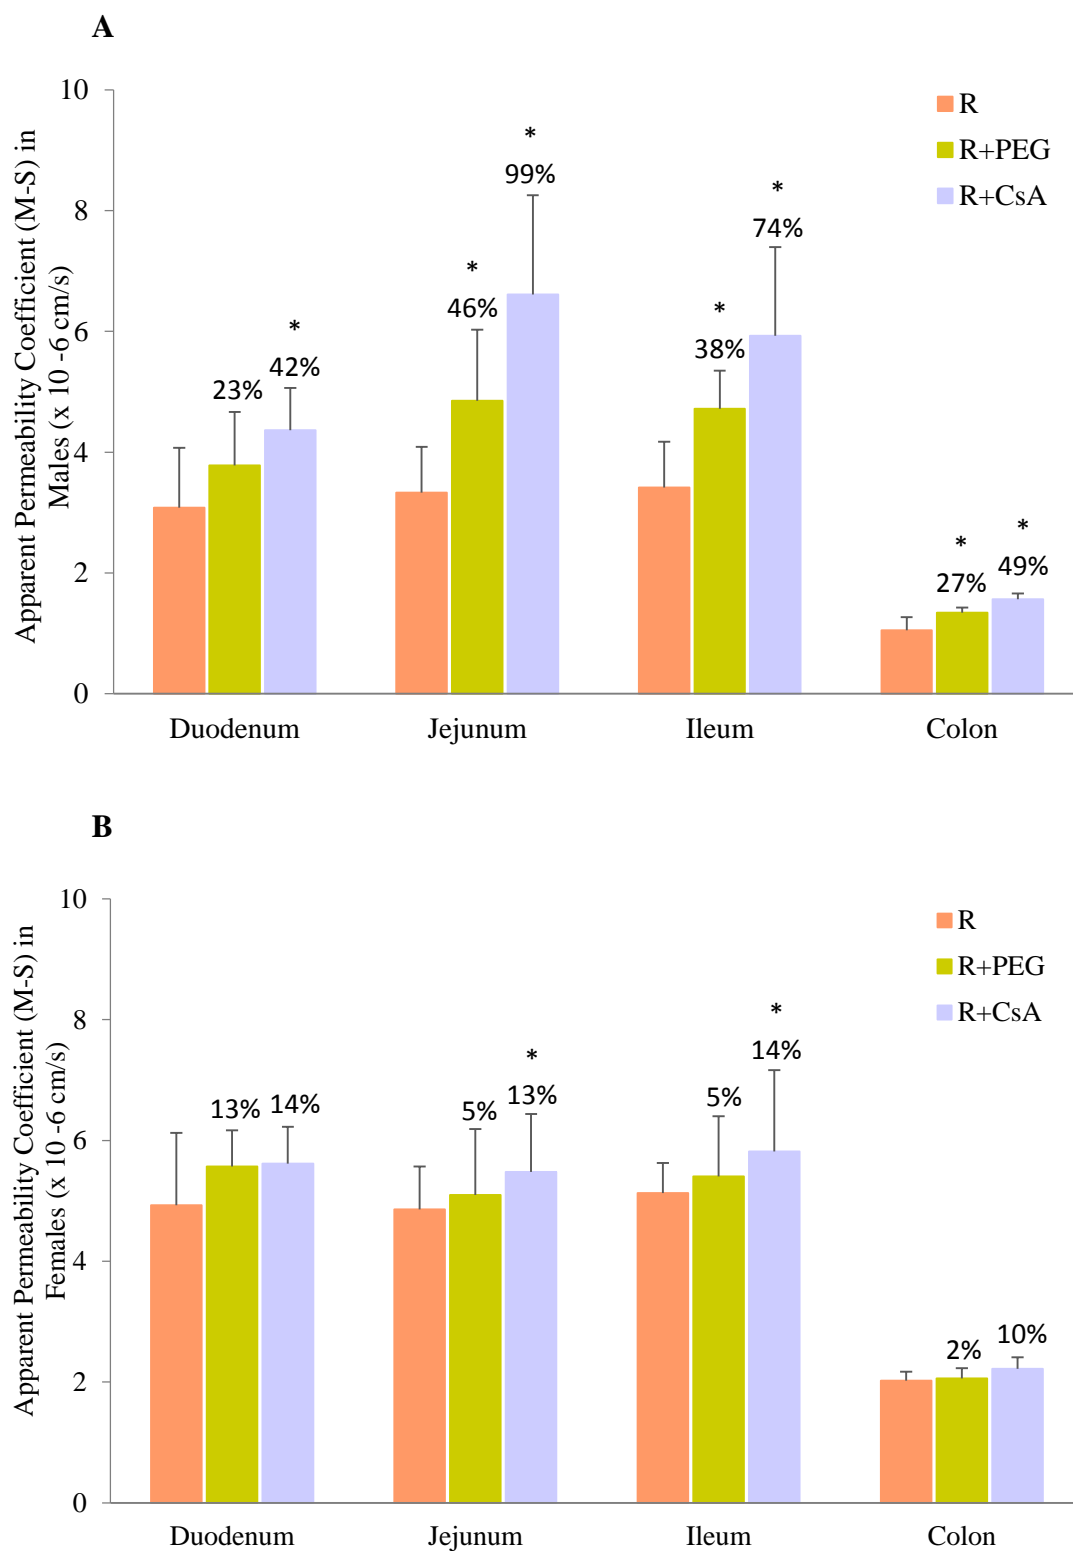 A
Apparent Permeability Coefficient (M-S) in
Males (x 10 -6 cm/s)
10
8
6
4
2
0
R
R+PEG
R+CsA
23%
*
42%
*
46%
*
99%
*
38%
*
74%
*
27%
*
49%
Duodenum
Jejunum
Ileum
Colon
B
Apparent Permeability Coefficient (M-S) in
Females (x 10 -6 cm/s)
10
8
6
4
2
0
R
R+PEG
R+CsA
13%
14%
5%
*
13%
5%
*
14%
2%
10%
Duodenum
Jejunum
Ileum
Colon